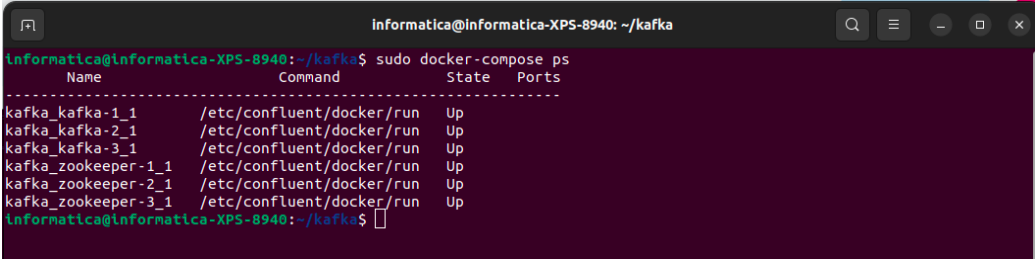 informatica@informatica-XPS-8940: ~/kafka
informatica@informatica-XPS-8940:~/kafka$ sudo docker-compose ps
Name Command State Ports
---------------------------------------------------------------
kafka_kafka-1_1 /etc/confluent/docker/run Up
kafka_kafka-2_1 /etc/confluent/docker/run Up
kafka_kafka-3_1 /etc/confluent/docker/run Up
kafka_zookeeper-1_1 /etc/confluent/docker/run Up
kafka_zookeeper-2_1 /etc/confluent/docker/run Up
kafka_zookeeper-3_1 /etc/confluent/docker/run Up
informatica@informatica-XPS-8940:~/kafka$